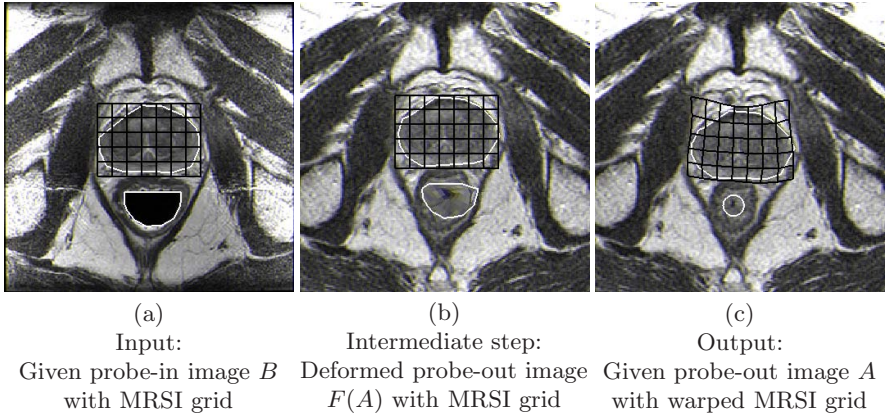 (a) (b) (c)
Input: Intermediate step: Output:
Given probe-in image B Deformed probe-out image Given probe-out image A
with MRSI grid F(A) with MRSI grid with warped MRSI grid